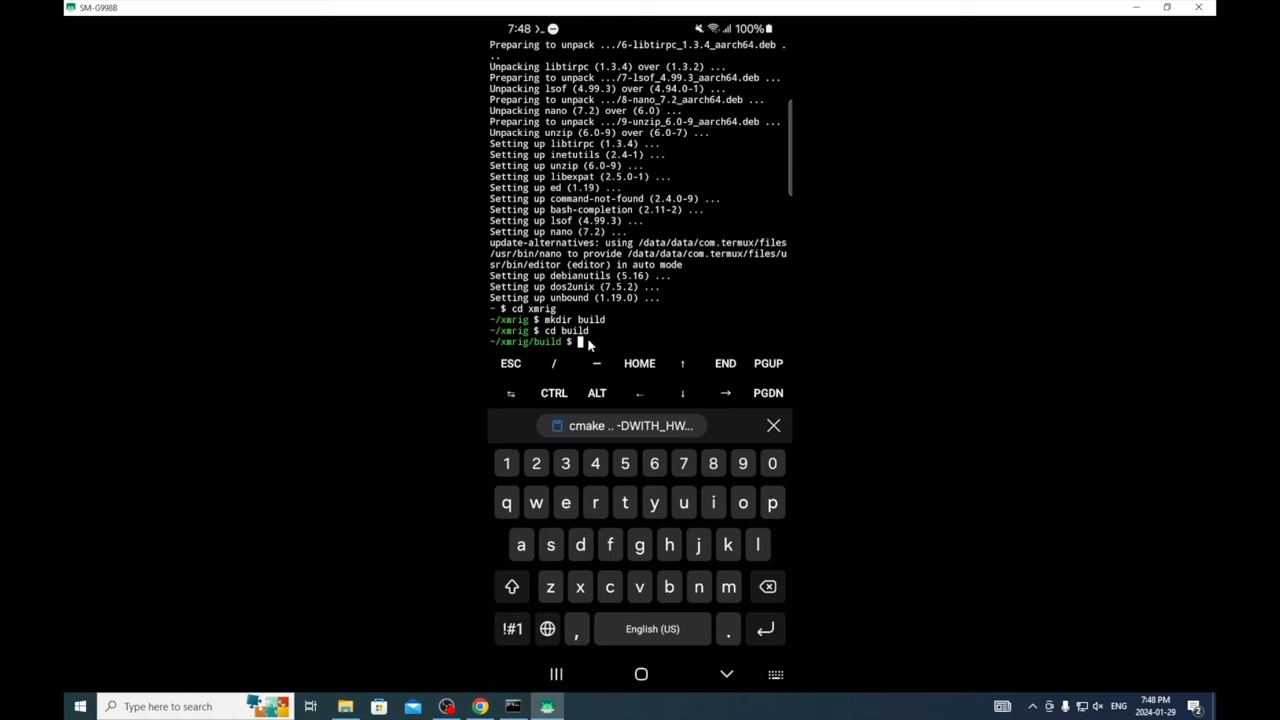 SM-G998B
7:48 >_ 100%
Preparing to unpack .../6-libtirpc_1.3.4_aarch64.deb .
..
Unpacking libtirpc (1.3.4) over (1.3.2) ...
Preparing to unpack .../7-lsof_4.99.3_aarch64.deb ...
Unpacking lsof (4.99.3) over (4.94.0-1) ...
Preparing to unpack .../8-nano_7.2_aarch64.deb ...
Unpacking nano (7.2) over (6.0) ...
Preparing to unpack .../9-unzip_6.0-9_aarch64.deb ...
Unpacking unzip (6.0-9) over (6.0-7) ...
Setting up libtirpc (1.3.4) ...
Setting up inetutils (2.4-1) ...
Setting up unzip (6.0-9) ...
Setting up libexpat (2.5.0-1) ...
Setting up ed (1.19) ...
Setting up command-not-found (2.4.0-9) ...
Setting up bash-completion (2.11-2) ...
Setting up lsof (4.99.3) ...
Setting up nano (7.2) ...
update-alternatives: using /data/data/com.termux/files
/usr/bin/nano to provide /data/data/com.termux/files/u
sr/bin/editor (editor) in auto mode
Setting up debianutils (5.16) ...
Setting up dos2unix (7.5.2) ...
Setting up unbound (1.19.0) ...
~ $ cd xmrig
~/xmrig $ mkdir build
~/xmrig $ cd build
~/xmrig/build $
ESC / — HOME ↑ END PGUP
⇆ CTRL ALT ← ↓ → PGDN
cmake .. -DWITH_HW...
1 2 3 4 5 6 7 8 9 0
q w e r t y u i o p
a s d f g h j k l
z x c v b n m
!#1 , English (US) .
Type here to search
ENG
7:48 PM
2024-01-29
2